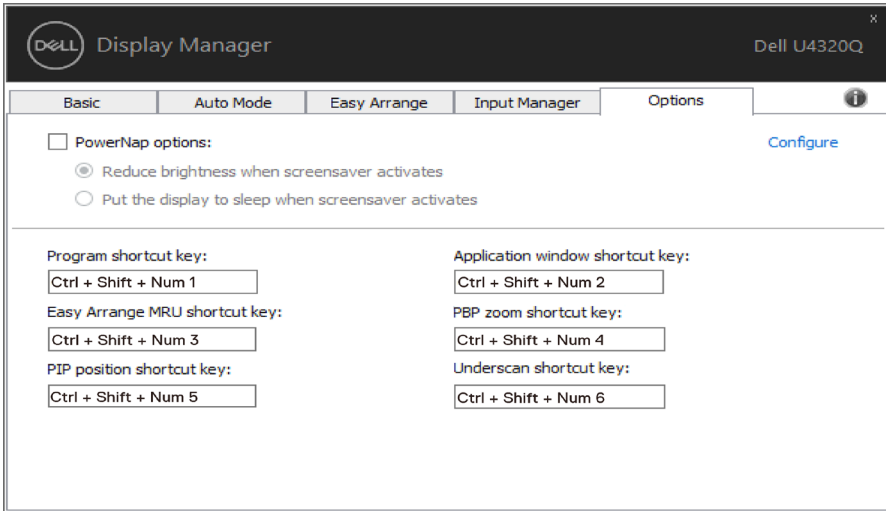 x
DELL Display Manager
Dell U4320Q
Basic
Auto Mode
Easy Arrange
Input Manager
Options
i
PowerNap options:
Configure
Reduce brightness when screensaver activates
Put the display to sleep when screensaver activates
Program shortcut key:
Application window shortcut key:
Ctrl + Shift + Num 1
Ctrl + Shift + Num 2
Easy Arrange MRU shortcut key:
PBP zoom shortcut key:
Ctrl + Shift + Num 3
Ctrl + Shift + Num 4
PIP position shortcut key:
Underscan shortcut key:
Ctrl + Shift + Num 5
Ctrl + Shift + Num 6